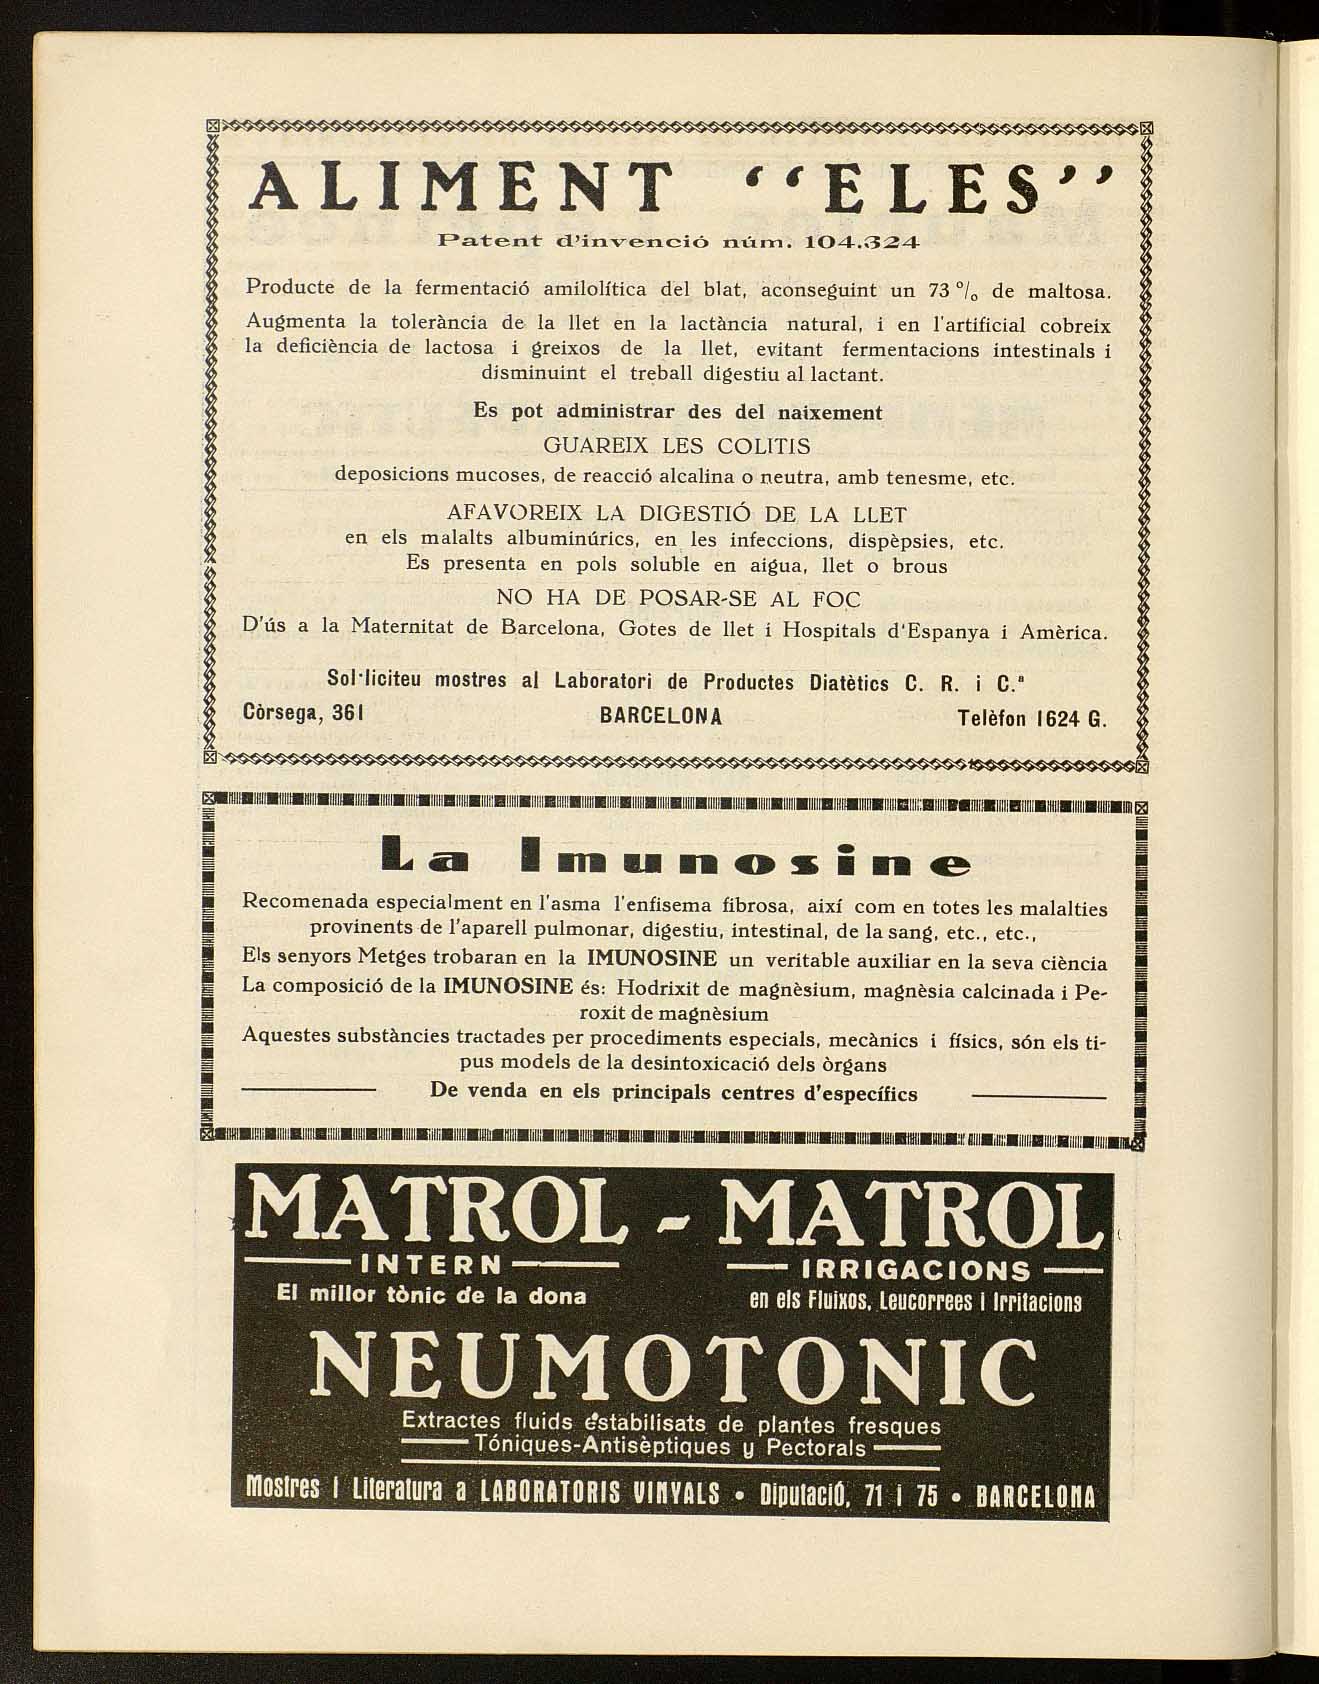 ALIMENT ‘‘ELES’’
Patent d'invenció núm. 104.324
Producte de la fermentació amilolítica del blat, aconseguint un 73 % de maltosa.
Augmenta la tolerància de la llet en la lactància natural, i en l'artificial cobreix
la deficiència de lactosa i greixos de la llet, evitant fermentacions intestinals i
disminuint el treball digestiu al lactant.
Es pot administrar des del naixement
GUAREIX LES COLITIS
deposicions mucoses, de reacció alcalina o neutra, amb tenesme, etc.
AFAVOREIX LA DIGESTIÓ DE LA LLET
en els malalts albuminúrics, en les infeccions, dispèpsies, etc.
Es presenta en pols soluble en aigua, llet o brous
NO HA DE POSAR-SE AL FOC
D'ús a la Maternitat de Barcelona, Gotes de llet i Hospitals d'Espanya i Amèrica.
Sol·liciteu mostres al Laboratori de Productes Diatètics C. R. i C.ª
Còrsega, 361 BARCELONA Telèfon 1624 G.
La Imunosine
Recomenada especialment en l'asma l'enfisema fibrosa, així com en totes les malalties
provinents de l'aparell pulmonar, digestiu, intestinal, de la sang, etc., etc.,
Els senyors Metges trobaran en la IMUNOSINE un veritable auxiliar en la seva ciència
La composició de la IMUNOSINE és: Hodrixit de magnèsium, magnèsia calcinada i Pe-
roxit de magnèsium
Aquestes substàncies tractades per procediments especials, mecànics i físics, són els ti-
pus models de la desintoxicació dels òrgans
De venda en els principals centres d'específics
MATROL - MATROL
INTERN IRRIGACIONS
El millor tònic de la dona en els Fluixos, Leucorrees i Irritacions
NEUMOTONIC
Extractes fluids estabilisats de plantes fresques
Tóniques-Antisèptiques y Pectorals
Mostres i Literatura a LABORATORIS VINYALS • Diputació, 71 i 75 • BARCELONA